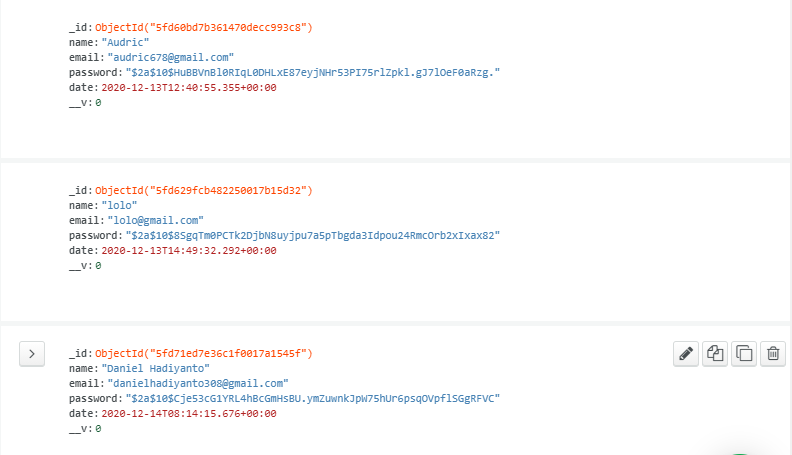 _id: ObjectId("5fd60bd7b361470decc993c8")
name: "Audric"
email: "audric678@gmail.com"
password: "$2a$10$HuBBVnBl0RIqL0DHLxE87eyjNHr53PI75rlZpkl.gJ7lOeF0aRzg."
date: 2020-12-13T12:40:55.355+00:00
__v: 0
_id: ObjectId("5fd629fcb482250017b15d32")
name: "lolo"
email: "lolo@gmail.com"
password: "$2a$10$8SgqTm0PCTk2DjbN8uyjpu7a5pTbgda3Idpou24RmcOrb2xIxax82"
date: 2020-12-13T14:49:32.292+00:00
__v: 0
_id: ObjectId("5fd71ed7e36c1f0017a1545f")
name: "Daniel Hadiyanto"
email: "danielhadiyanto308@gmail.com"
password: "$2a$10$Cje53cG1YRL4hBcGmHsBU.ymZuwnkJpW75hUr6psqOVpflSGgRFVC"
date: 2020-12-14T08:14:15.676+00:00
__v: 0